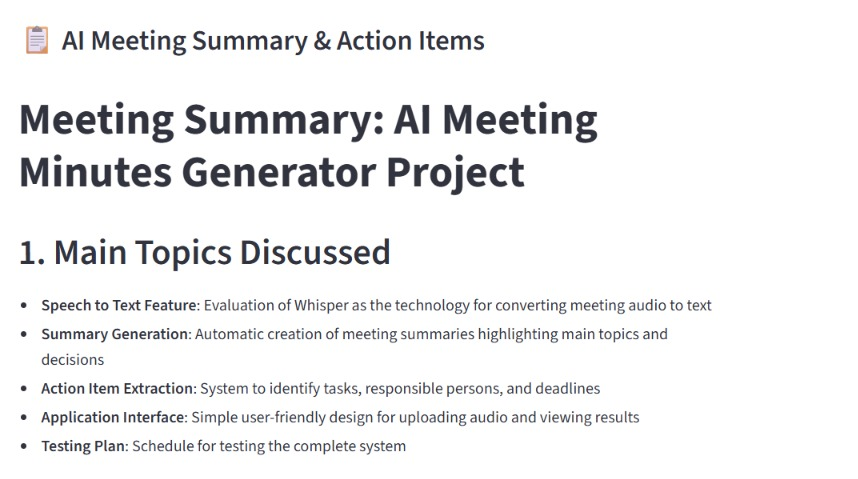 📋 AI Meeting Summary & Action Items
Meeting Summary: AI Meeting
Minutes Generator Project
1. Main Topics Discussed
• Speech to Text Feature: Evaluation of Whisper as the technology for converting meeting audio to text
• Summary Generation: Automatic creation of meeting summaries highlighting main topics and
decisions
• Action Item Extraction: System to identify tasks, responsible persons, and deadlines
• Application Interface: Simple user-friendly design for uploading audio and viewing results
• Testing Plan: Schedule for testing the complete system